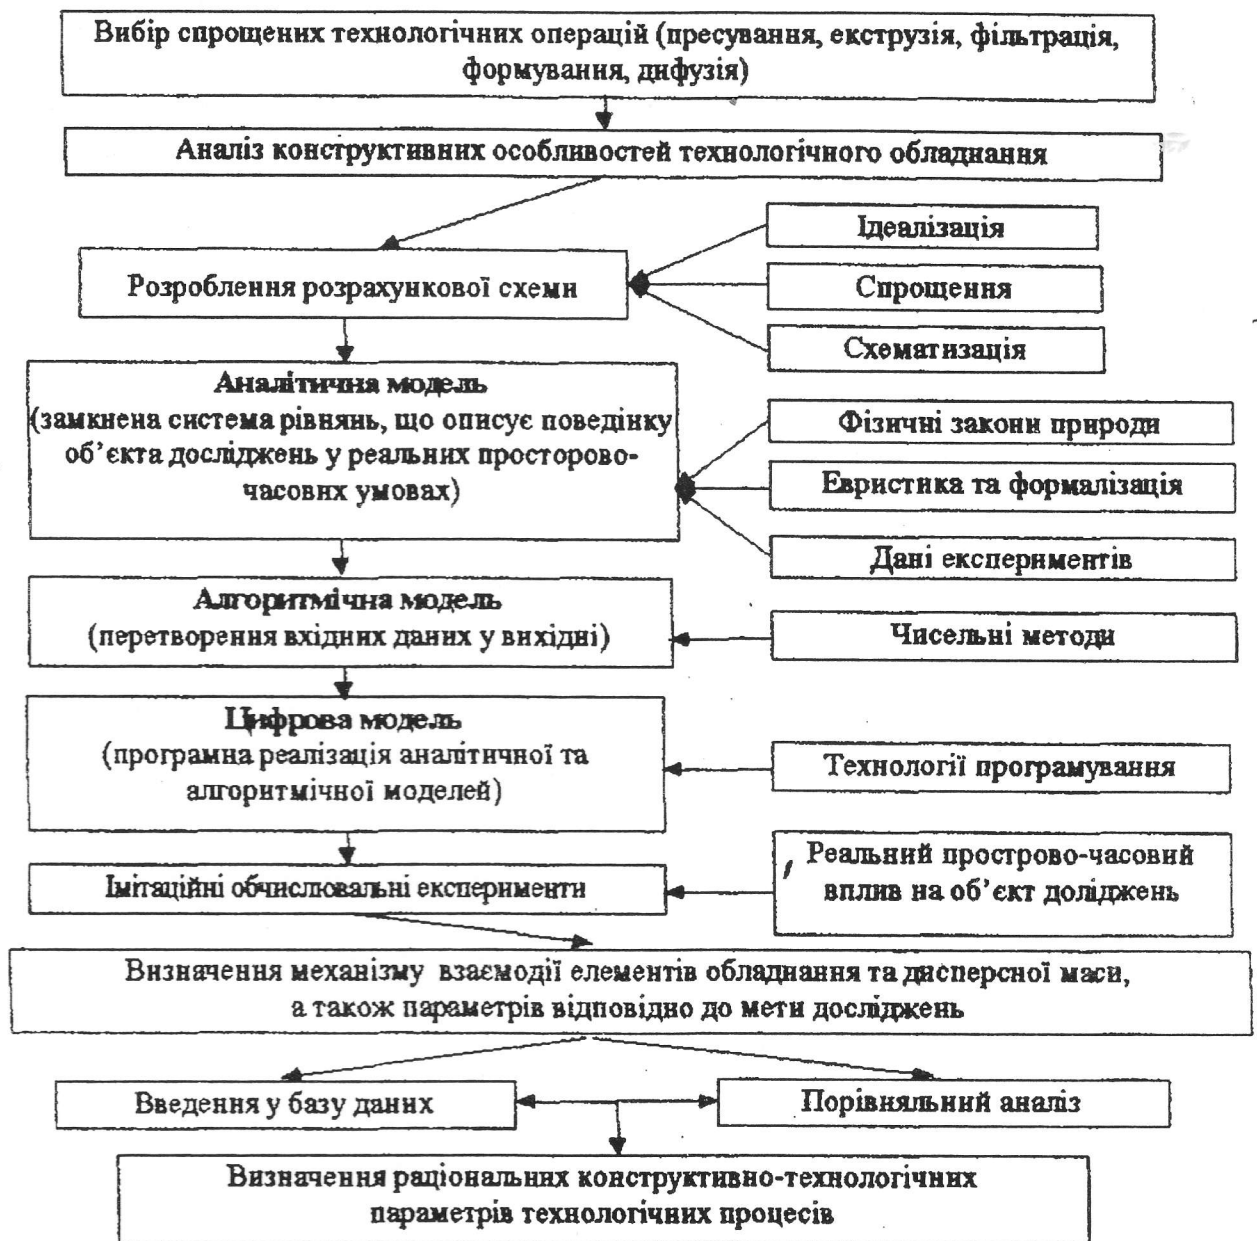 Вибір спрощених технологічних операцій (пресування, екструзія, фільтрація,
формування, дифузія)
Аналіз конструктивних особливостей технологічного обладнання
Розроблення розрахункової схеми
Ідеалізація
Спрощення
Схематизація
Аналітична модель
(замкнена система рівнянь, що описує поведінку
об’єкта досліджень у реальних просторово-
часових умовах)
Фізичні закони природи
Евристика та формалізація
Дані експериментів
Алгоритмічна модель
(перетворення вхідних даних у вихідні)
Чисельні методи
Цифрова модель
(програмна реалізація аналітичної та
алгоритмічної моделей)
Технології програмування
Імітаційні обчислювальні експерименти
Реальний прострово-часовий
вплив на об’єкт доліджень
Визначення механізму взаємодії елементів обладнання та дисперсної маси,
а також параметрів відповідно до мети досліджень
Введення у базу даних
Порівняльний аналіз
Визначення раціональних конструктивно-технологічних
параметрів технологічних процесів